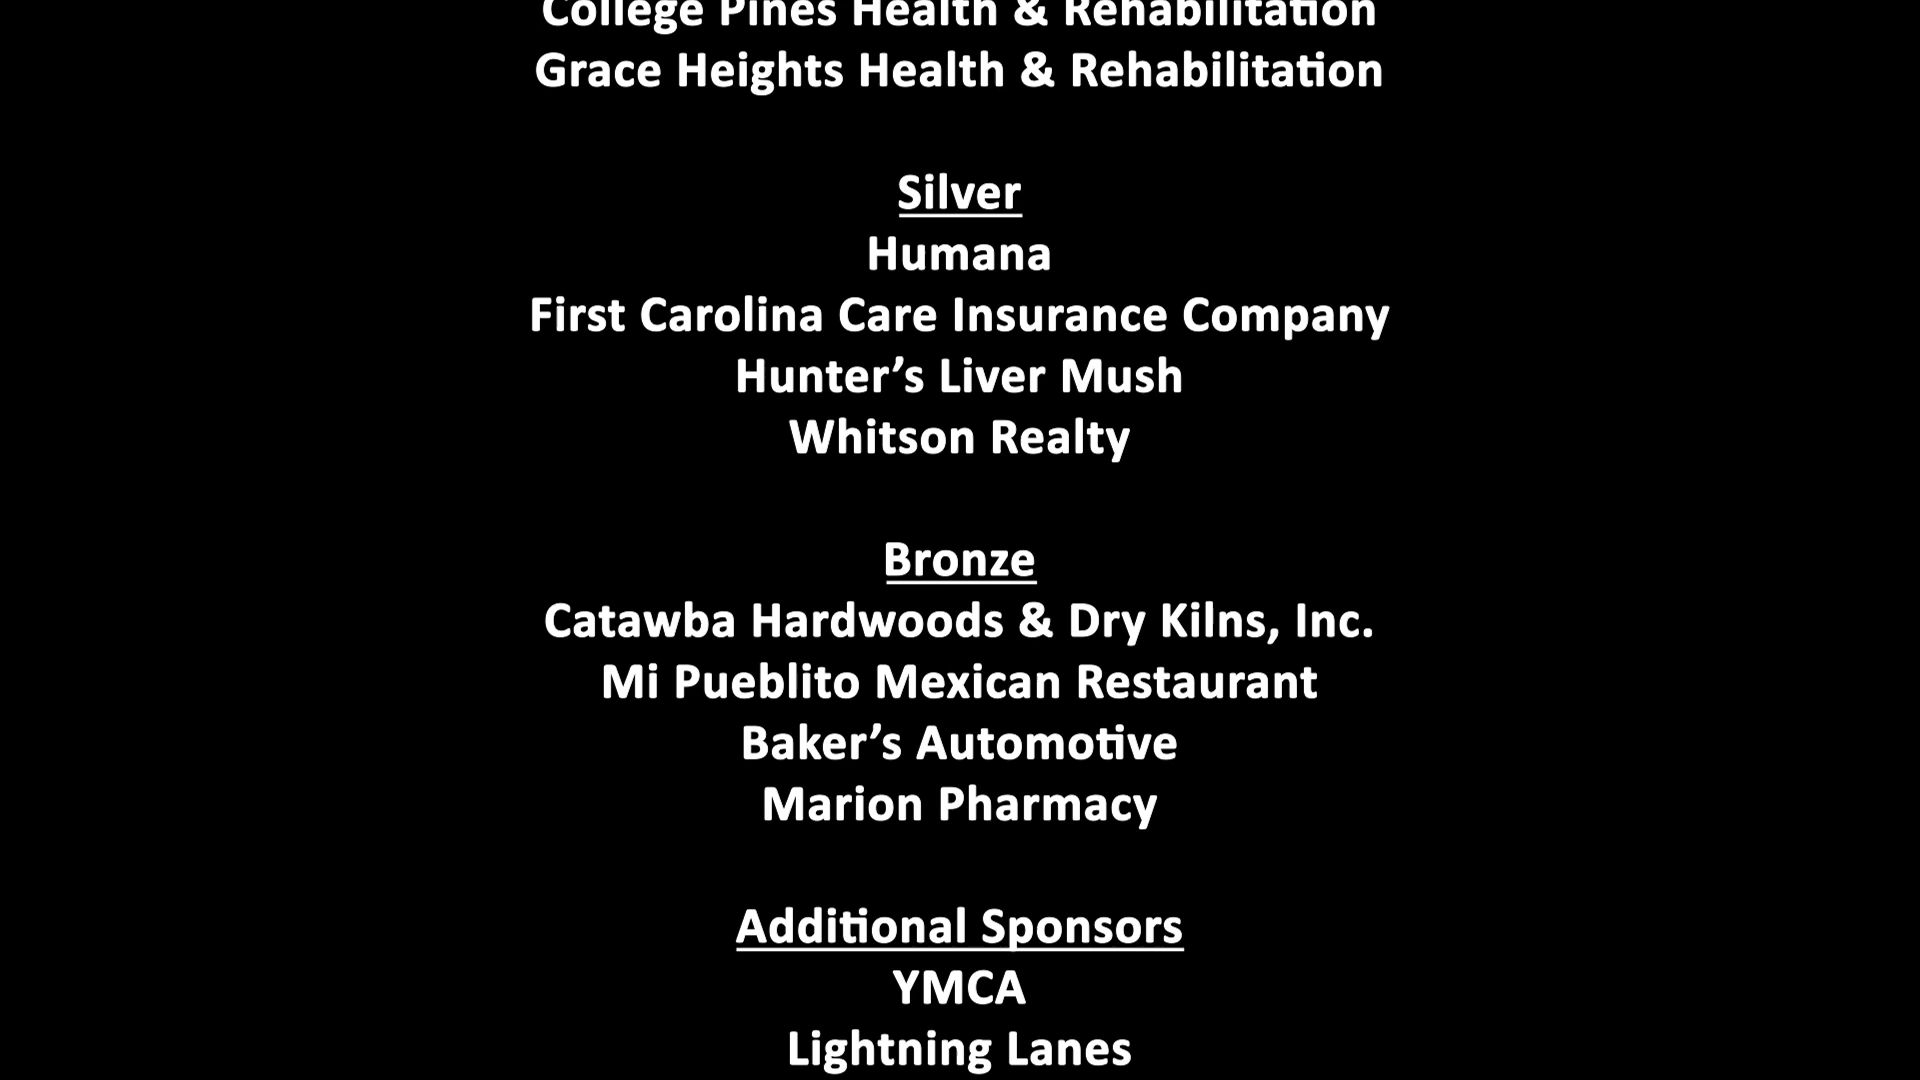 College Pines Health & Rehabilitation
Grace Heights Health & Rehabilitation
Silver
Humana
First Carolina Care Insurance Company
Hunter’s Liver Mush
Whitson Realty
Bronze
Catawba Hardwoods & Dry Kilns, Inc.
Mi Pueblito Mexican Restaurant
Baker’s Automotive
Marion Pharmacy
Additional Sponsors
YMCA
Lightning Lanes